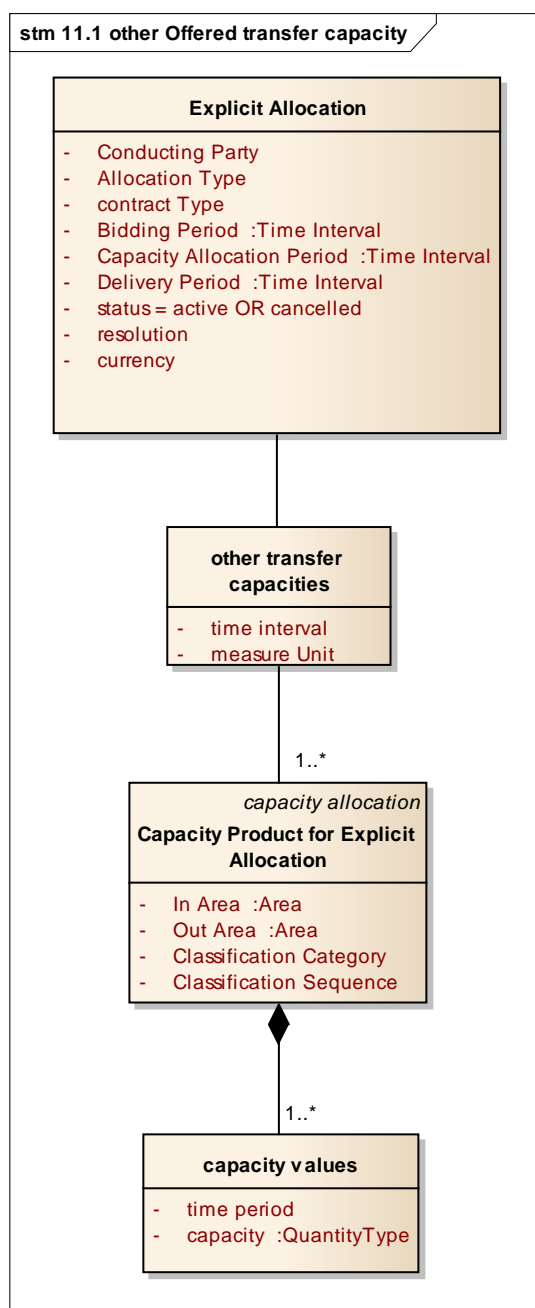 stm 11.1 other Offered transfer capacity
Explicit Allocation
- Conducting Party
- Allocation Type
- contract Type
- Bidding Period :Time Interval
- Capacity Allocation Period :Time Interval
- Delivery Period :Time Interval
- status = active OR cancelled
- resolution
- currency
other transfer
capacities
- time interval
- measure Unit
1..*
capacity allocation
Capacity Product for Explicit
Allocation
- In Area :Area
- Out Area :Area
- Classification Category
- Classification Sequence
1..*
capacity values
- time period
- capacity :QuantityType